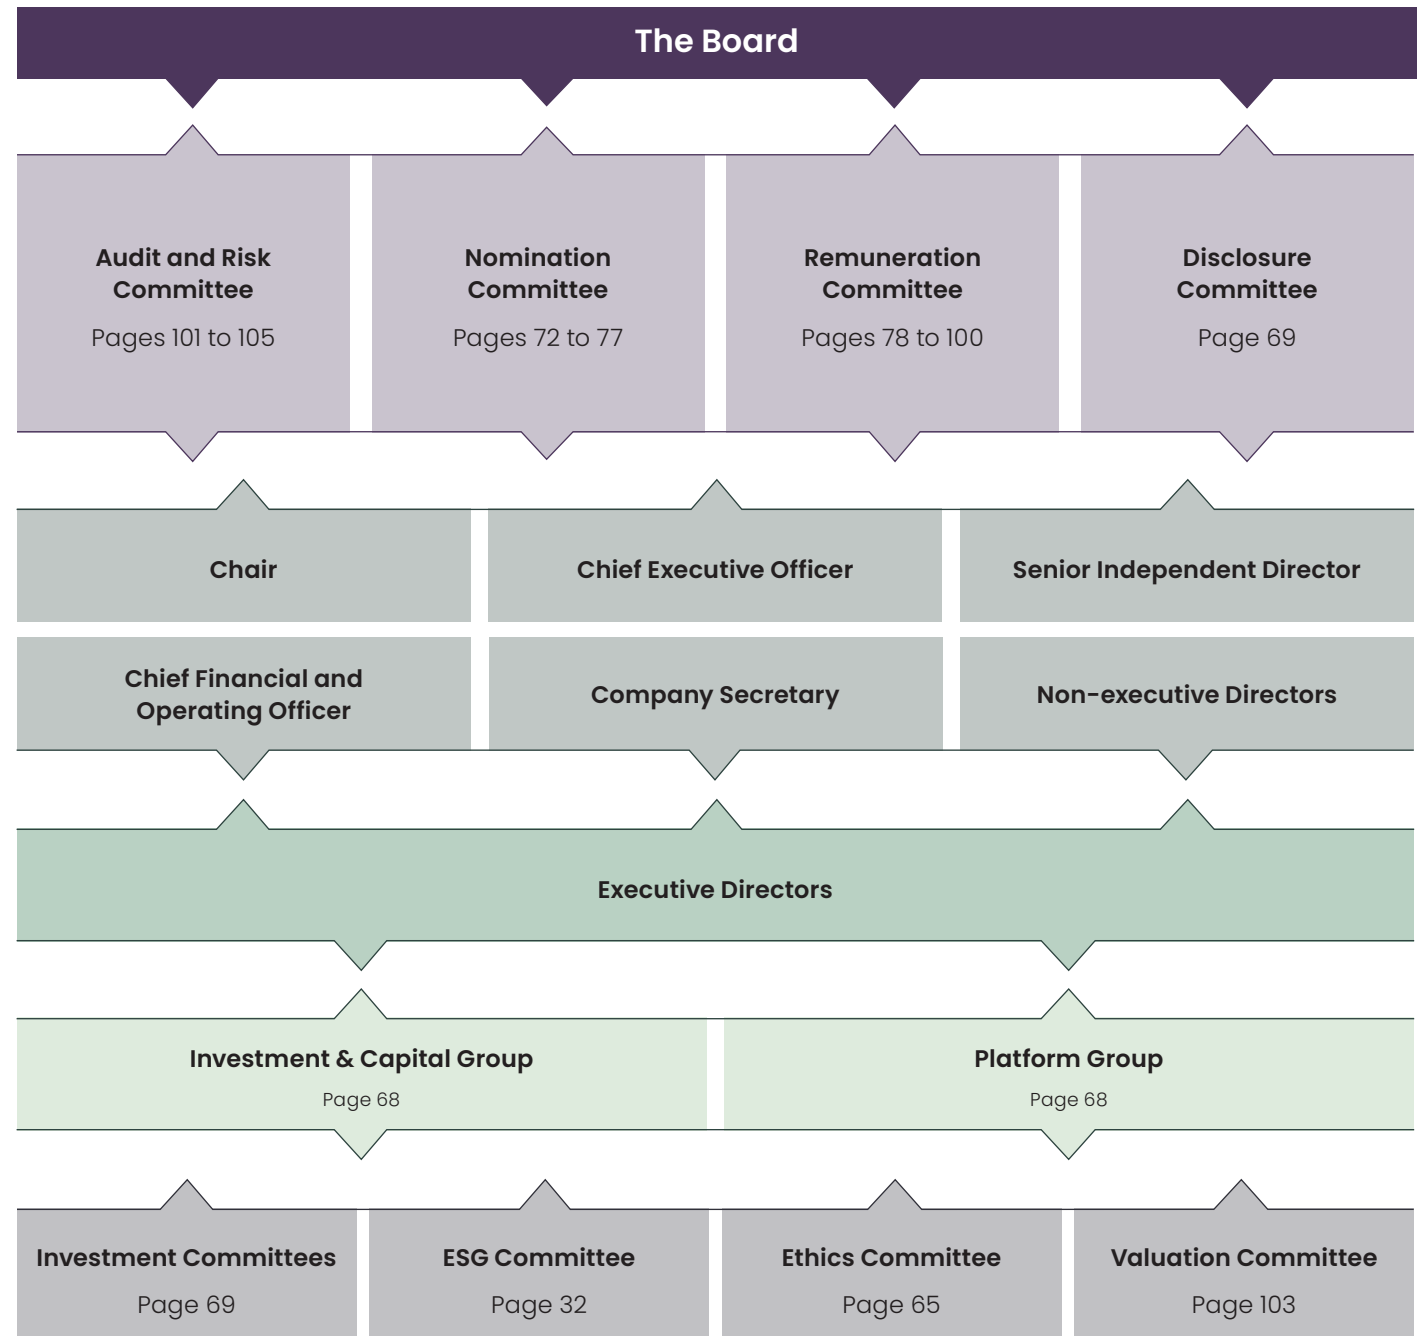 The Board
Audit and Risk
Committee
Pages 101 to 105
Nomination
Committee
Pages 72 to 77
Remuneration
Committee
Pages 78 to 100
Disclosure
Committee
Page 69
Chair
Chief Executive Officer
Senior Independent Director
Chief Financial and
Operating Officer
Company Secretary
Non-executive Directors
Executive Directors
Investment & Capital Group
Page 68
Platform Group
Page 68
Investment Committees
Page 69
ESG Committee
Page 32
Ethics Committee
Page 65
Valuation Committee
Page 103